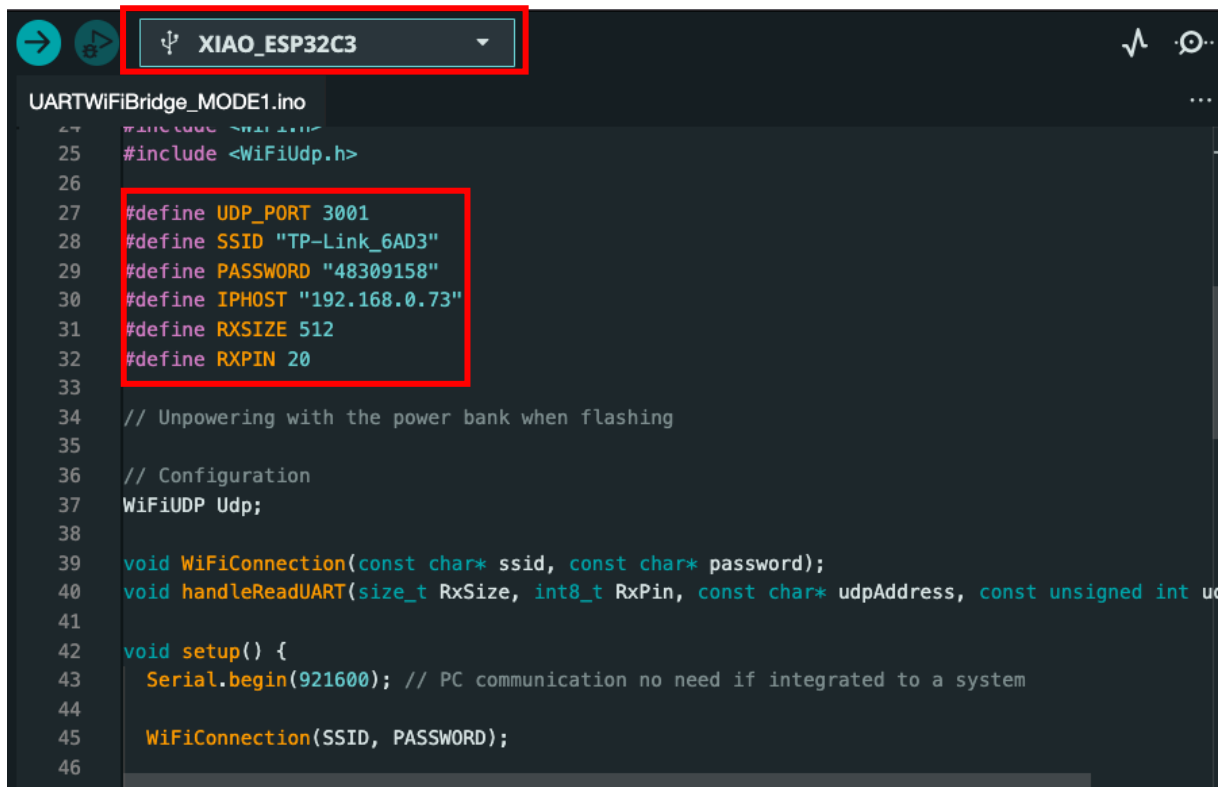 XIAO_ESP32C3
UARTWiFiBridge_MODE1.ino
24 #include <WiFi.h>
25 #include <WiFiUdp.h>
26
27 #define UDP_PORT 3001
28 #define SSID "TP-Link_6AD3"
29 #define PASSWORD "48309158"
30 #define IPHOST "192.168.0.73"
31 #define RXSIZE 512
32 #define RXPIN 20
33
34 // Unpowering with the power bank when flashing
35
36 // Configuration
37 WiFiUDP Udp;
38
39 void WiFiConnection(const char* ssid, const char* password);
40 void handleReadUART(size_t RxSize, int8_t RxPin, const char* udpAddress, const unsigned int
41
42 void setup() {
43 Serial.begin(921600); // PC communication no need if integrated to a system
44
45 WiFiConnection(SSID, PASSWORD);
46